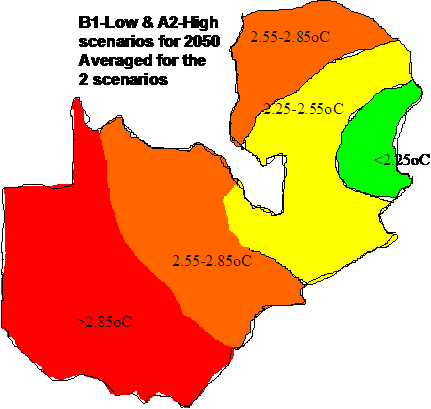 B1-Low & A2-High
scenarios for 2050
Averaged for the
2 scenarios
2.55-2.85oC
2.25-2.55oC
<2.25oC
2.55-2.85oC
>2.85oC